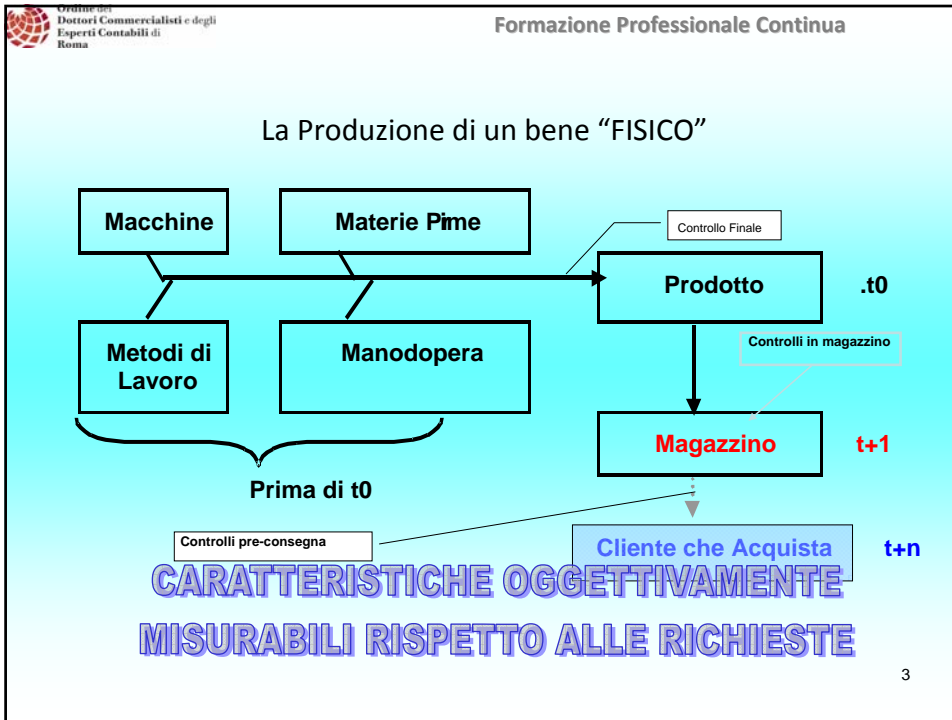 Ordine dei
Dottori Commercialisti e degli
Esperti Contabili di
Roma
Formazione Professionale Continua
La Produzione di un bene “FISICO”
Macchine
Materie Pirme
Controllo Finale
Prodotto
.t0
Metodi di
Lavoro
Manodopera
Controlli in magazzino
Magazzino
t+1
Prima di t0
Controlli pre-consegna
Cliente che Acquista
t+n
CARATTERISTICHE OGGETTIVAMENTE
MISURABILI RISPETTO ALLE RICHIESTE
3